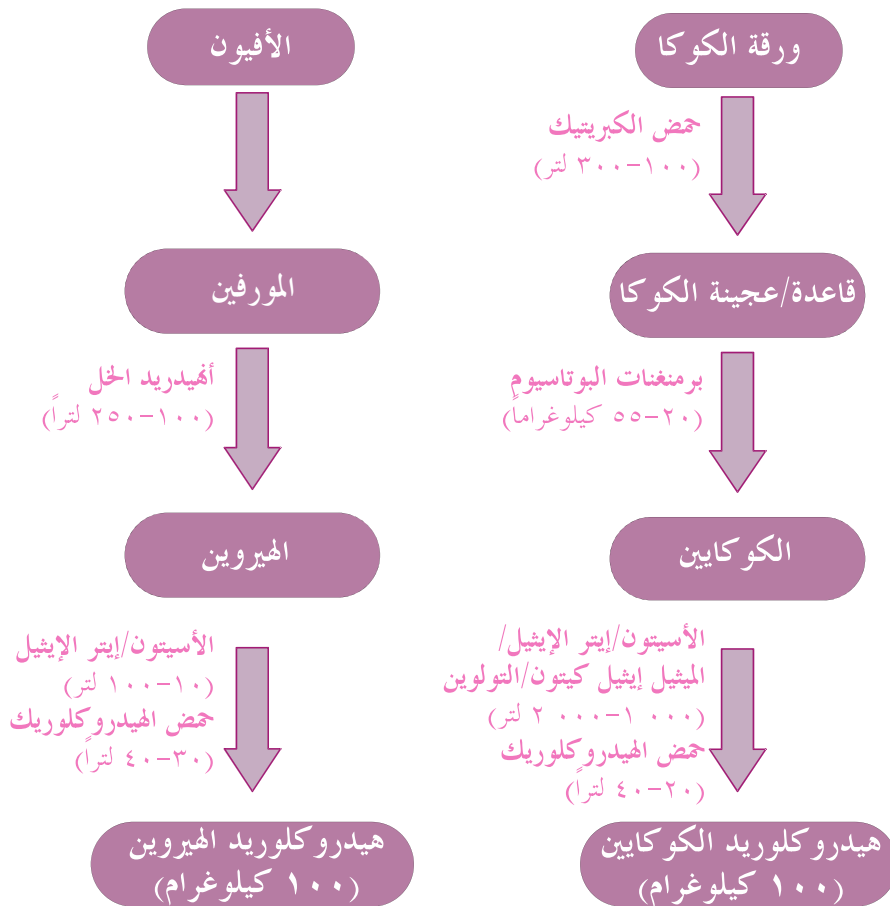 ورقة الكوكا
حمض الكبريتيك
(١٠٠-٣٠٠ لتر)
قاعدة/عجينة الكوكا
برمنغنات البوتاسيوم
(٢٠-٥٥ كيلوغراماً)
الكوكايين
الأسيتون/إيتر الإيثيل/
الميثيل إيثيل كيتون/التولوين
(١ ٠٠٠-٢ ٠٠٠ لتر)
حمض الهيدروكلوريك
(٢٠-٤٠ لتراً)
هيدروكلوريد الكوكايين
(١٠٠ كيلوغرام)
الأفيون
المورفين
أنهيدريد الخل
(١٠٠-٢٥٠ لتراً)
الهيروين
الأسيتون/إيتر الإيثيل
(١٠-١٠٠ لتر)
حمض الهيدروكلوريك
(٣٠-٤٠ لتراً)
هيدروكلوريد الهيروين
(١٠٠ كيلوغرام)